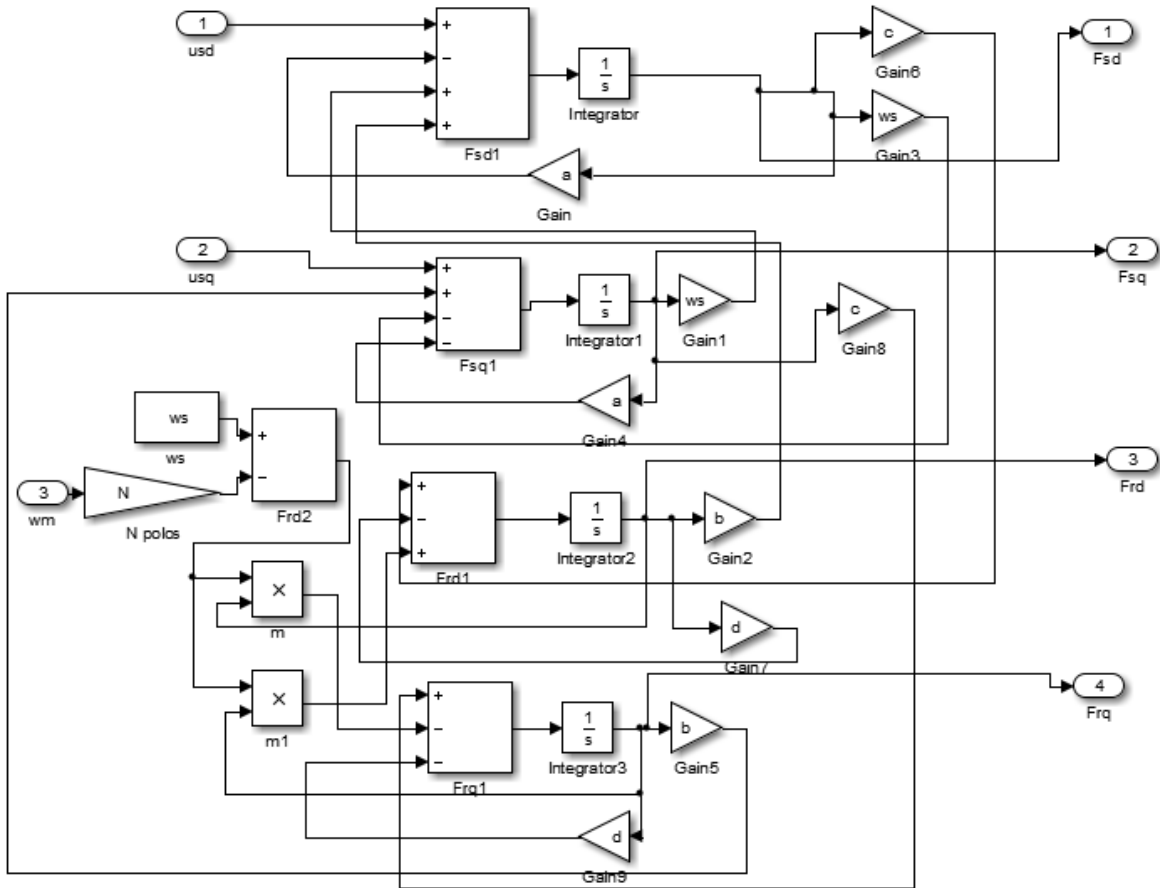 1
usd
+
−
+
+
Fsd1
1
s
Integrator
c
Gain6
ws
Gain3
1
Fsd
a
Gain
2
usq
+
+
−
−
Fsq1
1
s
Integrator1
ws
Gain1
c
Gain8
2
Fsq
a
Gain4
ws
ws
3
wm
N
N polos
+
−
Frd2
+
−
+
Frd1
1
s
Integrator2
b
Gain2
3
Frd
×
m
d
Gain7
×
m1
+
−
−
Frq1
1
s
Integrator3
b
Gain5
4
Frq
d
Gain9